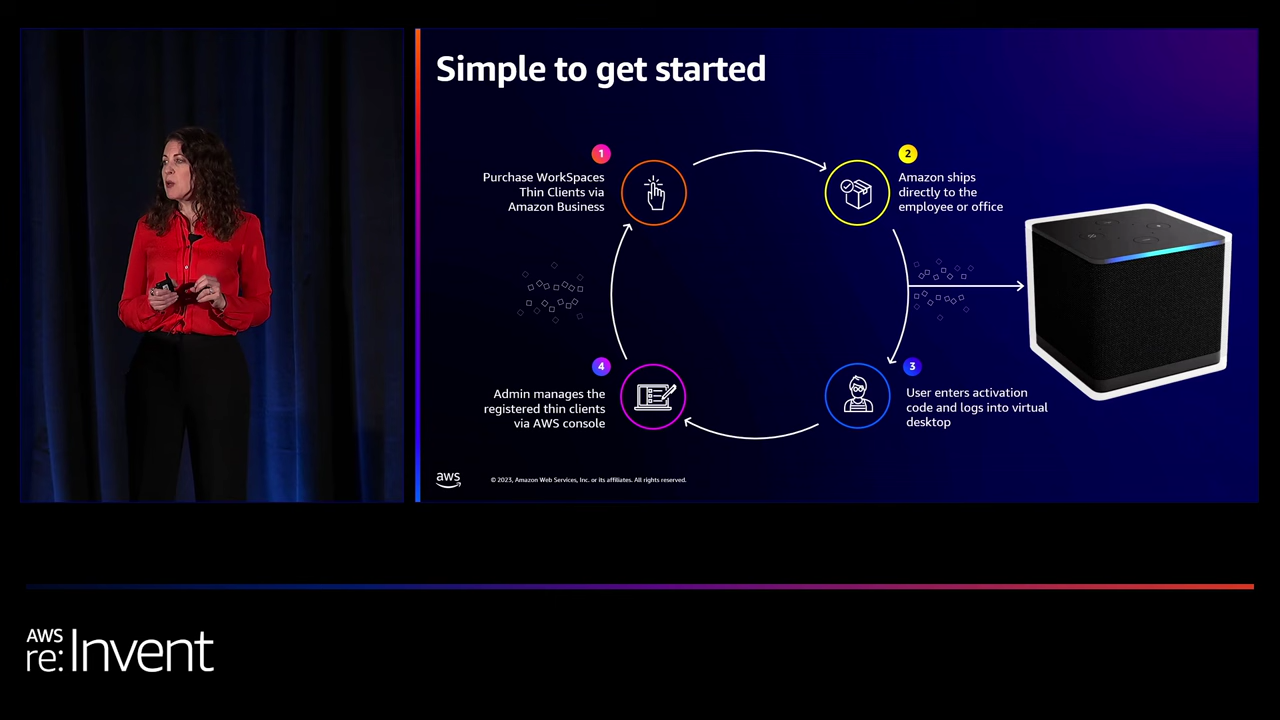 Simple to get started
1
Purchase WorkSpaces
Thin Clients via
Amazon Business
2
Amazon ships
directly to the
employee or office
3
User enters activation
code and logs into virtual
desktop
4
Admin manages the
registered thin clients
via AWS console
aws
© 2023, Amazon Web Services, Inc. or its affiliates. All rights reserved.
AWS
re:Invent